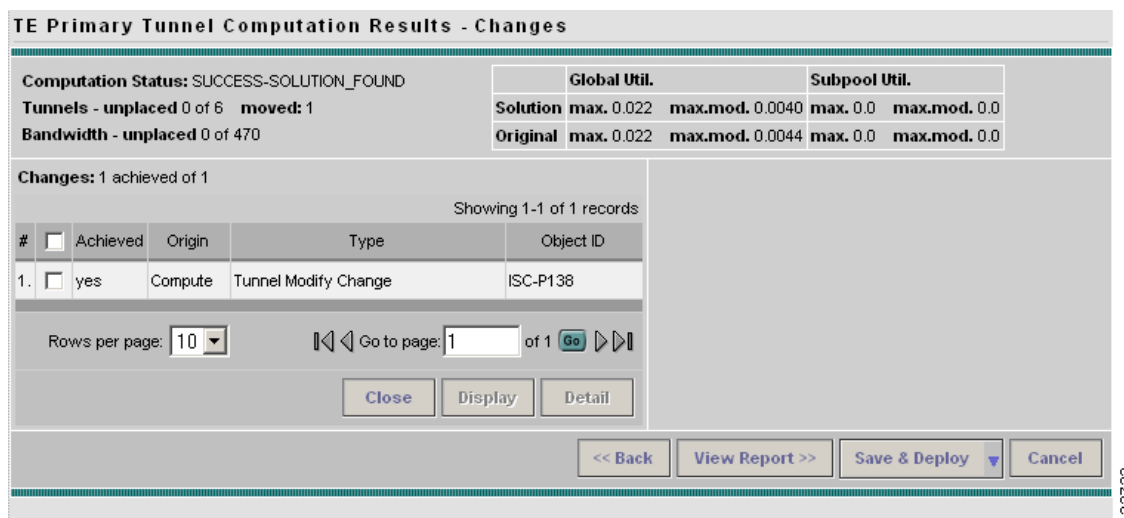 TE Primary Tunnel Computation Results - Changes
Computation Status: SUCCESS-SOLUTION_FOUND
Tunnels - unplaced 0 of 6 moved: 1
Bandwidth - unplaced 0 of 470
Global Util. Subpool Util.
Solution max. 0.022 max.mod. 0.0040 max. 0.0 max.mod. 0.0
Original max. 0.022 max.mod. 0.0044 max. 0.0 max.mod. 0.0
Changes: 1 achieved of 1
Showing 1-1 of 1 records
# Achieved Origin Type Object ID
1. yes Compute Tunnel Modify Change ISC-P138
Rows per page: 10 Go to page: 1 of 1 Go
Close Display Detail
<< Back View Report >> Save & Deploy Cancel